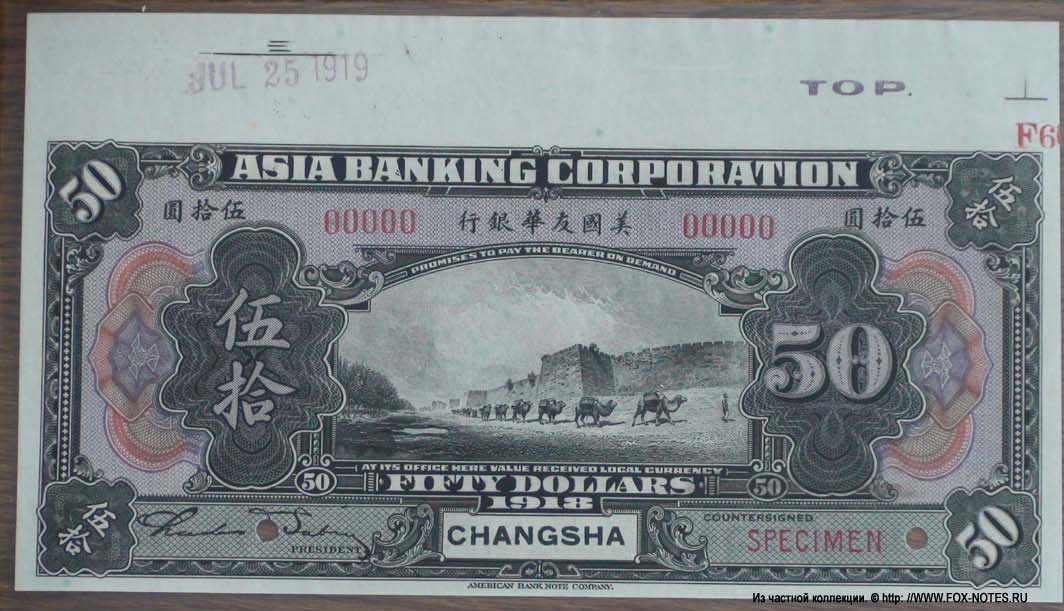 三
JUL 25 1919
TOP.
F60
50
ASIA BANKING CORPORATION
伍拾
圓拾伍
00000
行銀華友國美
00000
圓拾伍
PROMISES TO PAY THE BEARER ON DEMAND
伍拾
50
AT ITS OFFICE HERE VALUE RECEIVED LOCAL CURRENCY
50
FIFTY DOLLARS
50
1918
伍拾
PRESIDENT
CHANGSHA
COUNTERSIGNED
SPECIMEN
50
AMERICAN BANK NOTE COMPANY.
Из частной коллекции. © http://WWW.FOX-NOTES.RU